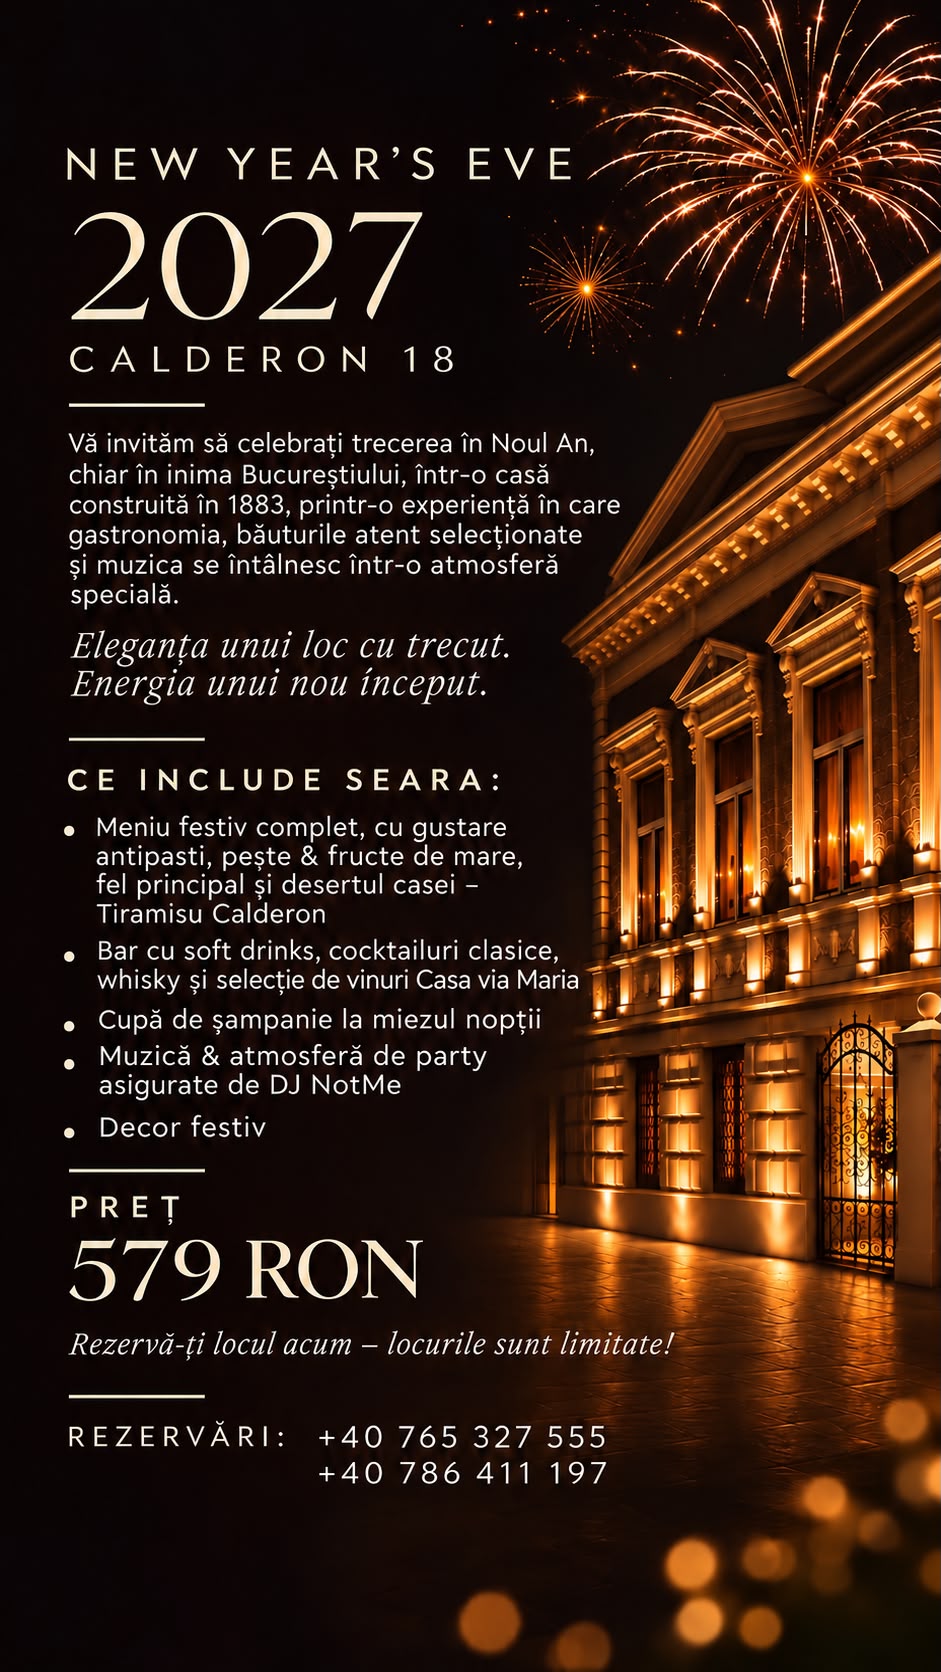 NEW YEAR’S EVE
2027
CALDERON 18
Vă invităm să celebrați trecerea în Noul An,
chiar în inima Bucureștiului, într-o casă
construită în 1883, printr-o experiență în care
gastronomia, băuturile atent selecționate
și muzica se întâlnesc într-o atmosferă
specială.
Eleganța unui loc cu trecut.
Energia unui nou ínceput.
CE INCLUDE SEARA:
• Meniu festiv complet, cu gustare
antipasti, pește & fructe de mare,
fel principal și desertul casei –
Tiramisu Calderon
• Bar cu soft drinks, cocktailuri clasice,
whisky și selecție de vinuri Casa via Maria
• Cupă de șampanie la miezul nopții
• Muzică & atmosferă de party
asigurate de DJ NotMe
• Decor festiv
PREȚ
579 RON
Rezervă-ți locul acum – locurile sunt limitate!
REZERVĂRI: +40 765 327 555
+40 786 411 197